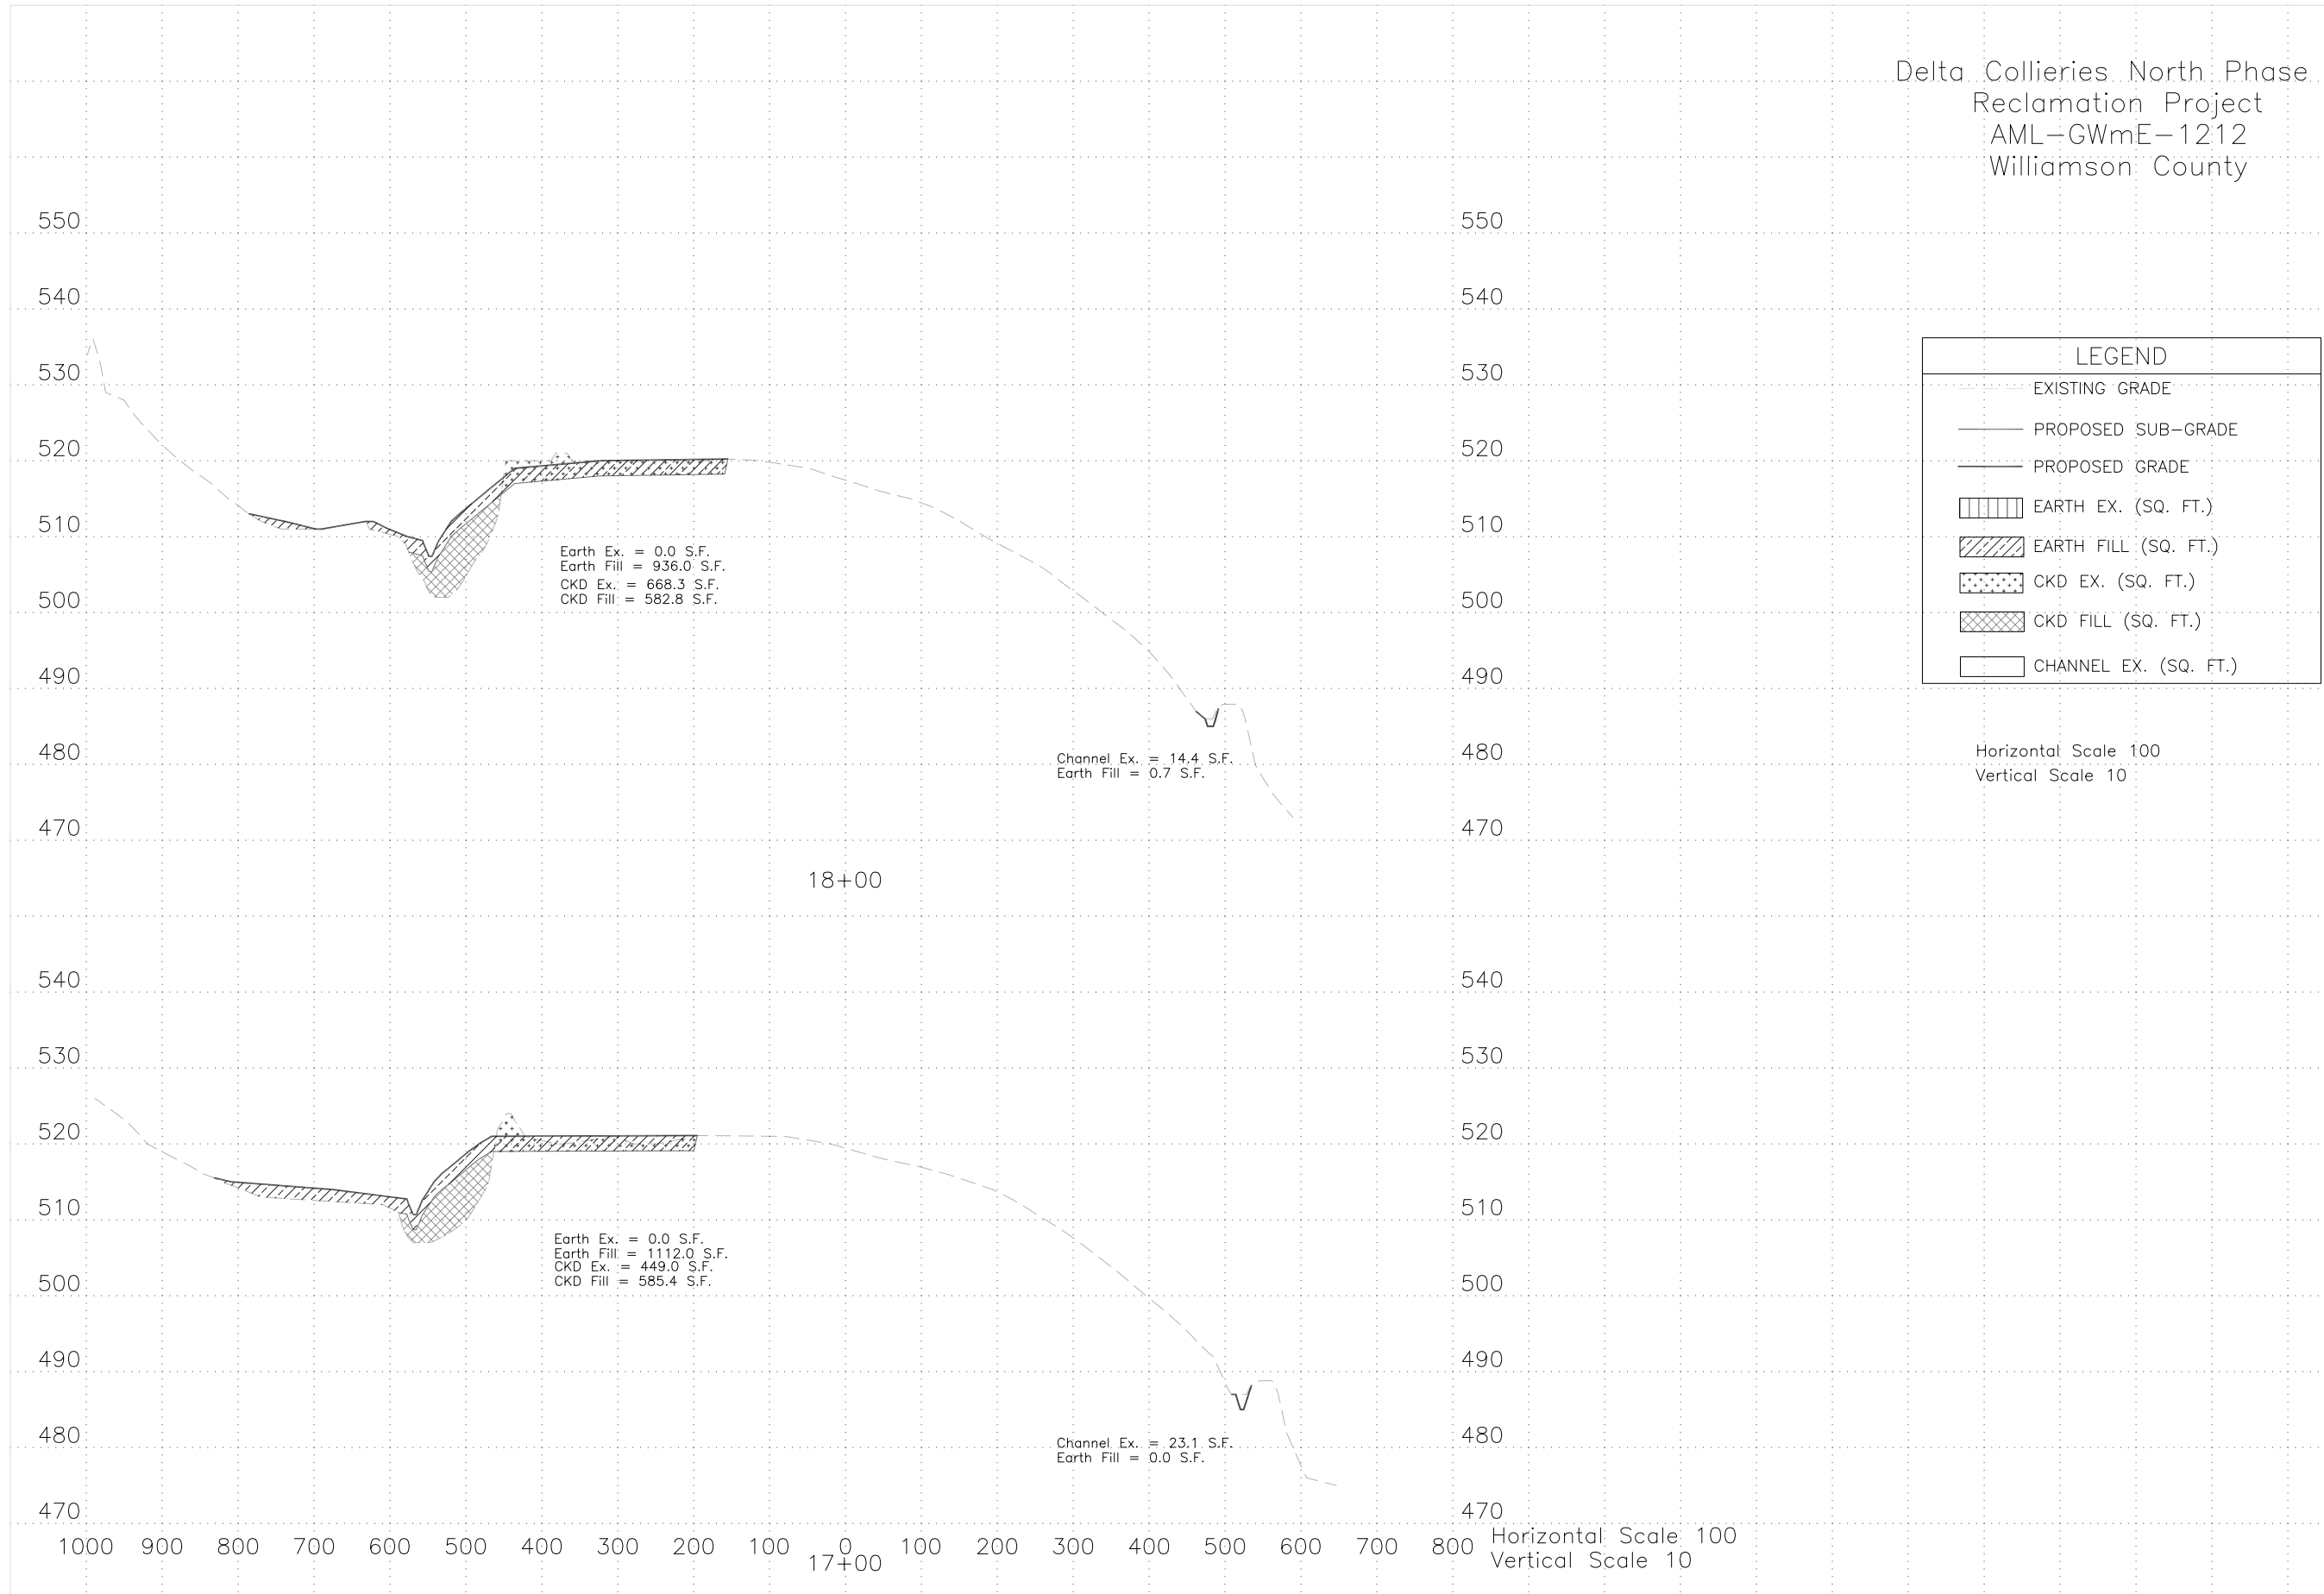 Delta Collieries North Phase
Reclamation Project
AML-GWmE-1212
Williamson County
550 550
540 540
530 530
520 520
510 510
500 500
490 490
480 480
470 470
Earth Ex. = 0.0 S.F.
Earth Fill = 936.0 S.F.
CKD Ex. = 668.3 S.F.
CKD Fill = 582.8 S.F.
Channel Ex. = 14.4 S.F.
Earth Fill = 0.7 S.F.
18+00
LEGEND
EXISTING GRADE
PROPOSED SUB-GRADE
PROPOSED GRADE
EARTH EX. (SQ. FT.)
EARTH FILL (SQ. FT.)
CKD EX. (SQ. FT.)
CKD FILL (SQ. FT.)
CHANNEL EX. (SQ. FT.)
Horizontal Scale 100
Vertical Scale 10
540 540
530 530
520 520
510 510
500 500
490 490
480 480
470 470
Earth Ex. = 0.0 S.F.
Earth Fill = 1112.0 S.F.
CKD Ex. = 449.0 S.F.
CKD Fill = 585.4 S.F.
Channel Ex. = 23.1 S.F.
Earth Fill = 0.0 S.F.
1000 900 800 700 600 500 400 300 200 100 0 100 200 300 400 500 600 700 800
17+00
Horizontal Scale 100
Vertical Scale 10